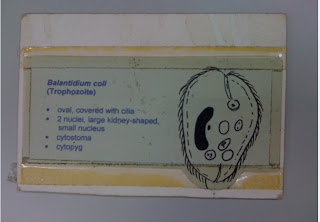 Balantidium coli
(Trophozoite)
• oval, covered with cilia
• 2 nuclei, large kidney-shaped,
small nucleus
• cytostoma
• cytopyg